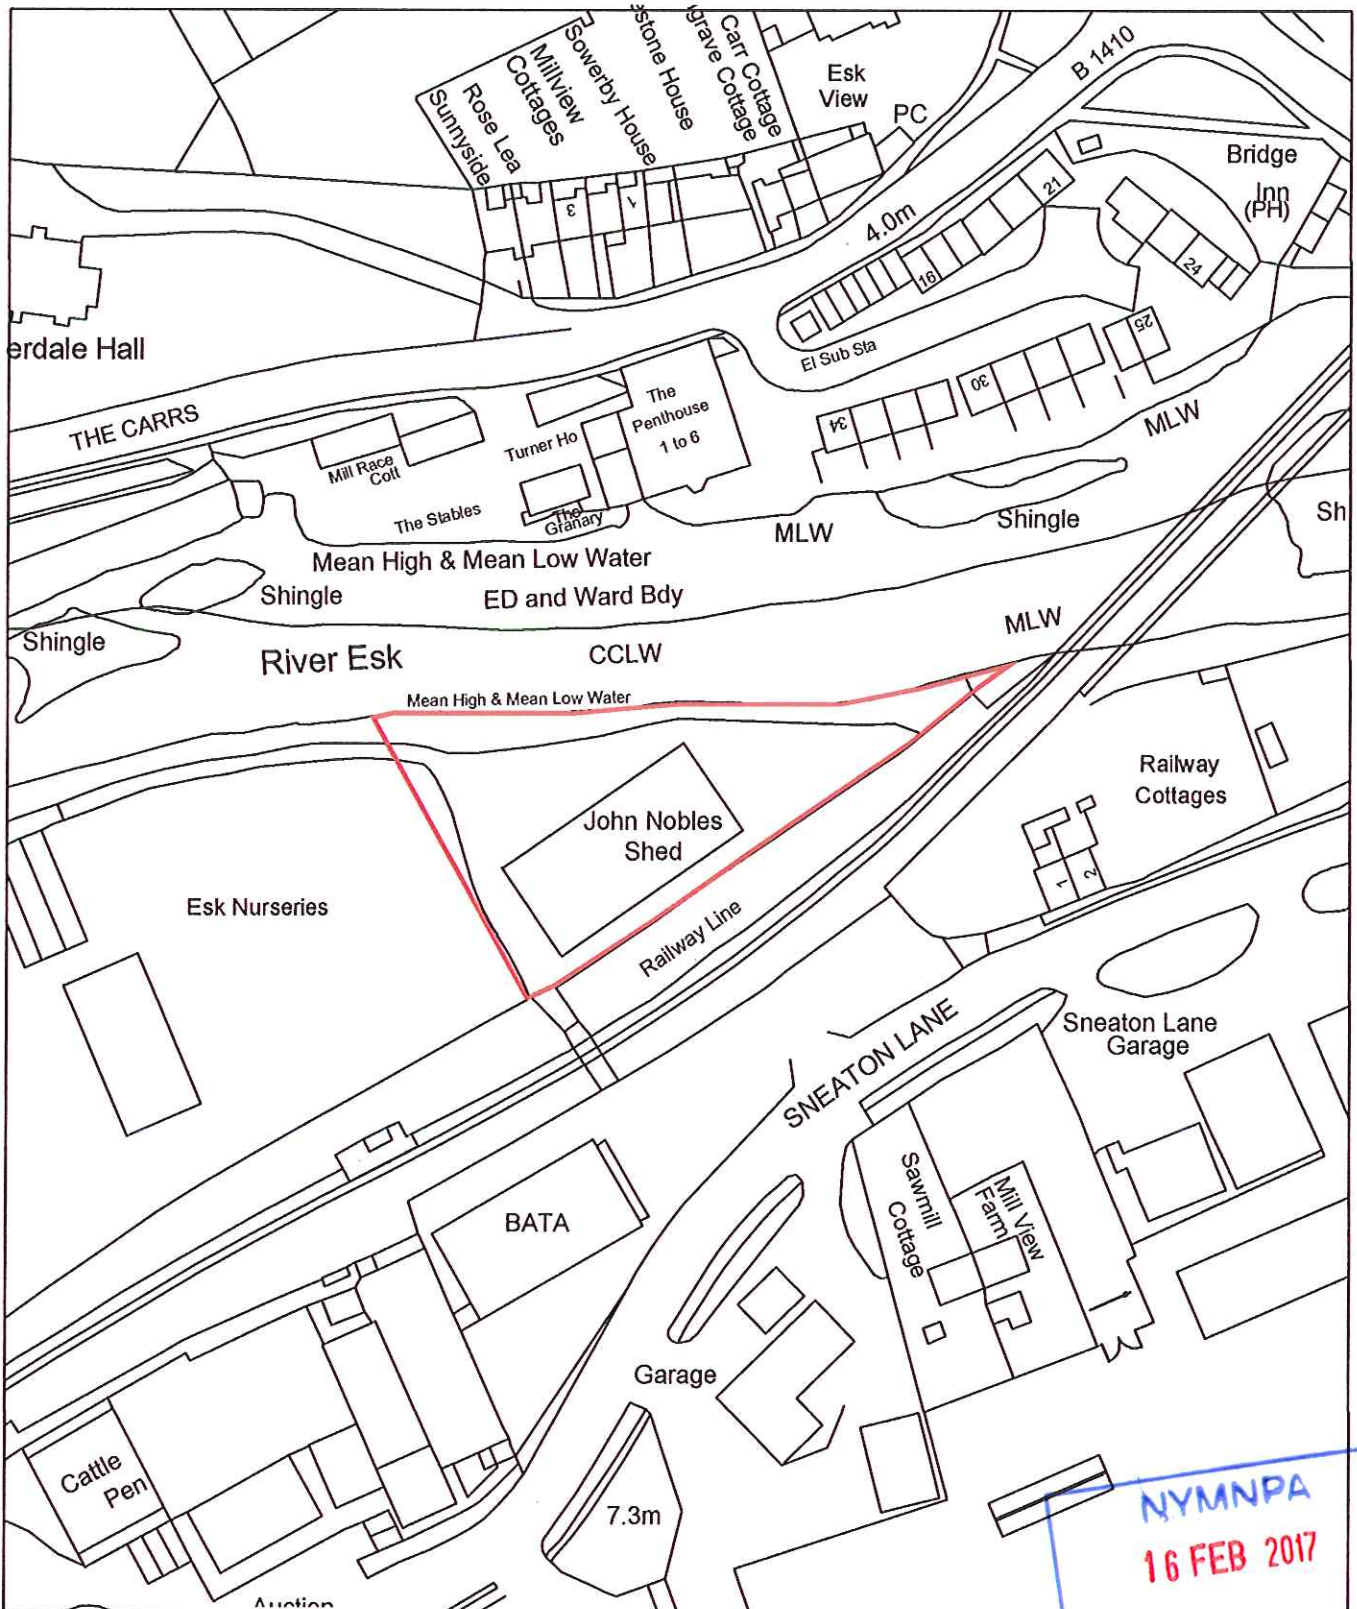 Sunnyside
Rose Lea
Millview
Cottages
Sowerby House
stone House
grave Cottage
Carr Cottage
Esk
View
PC
B 1410
Bridge
Inn
(PH)
3
1
21
4.0m
16
24
25
erdale Hall
El Sub Sta
THE CARRS
The
Penthouse
1 to 6
30
34
Turner Ho
Mill Race
Cott
The Stables
The
Granary
MLW
MLW
Shingle
Sh
Mean High & Mean Low Water
Shingle
ED and Ward Bdy
Shingle
River Esk
CCLW
MLW
Mean High & Mean Low Water
John Nobles
Shed
Railway
Cottages
1
2
Esk Nurseries
Railway Line
SNEATON LANE
Sneaton Lane
Garage
BATA
Sawmill
Cottage
Mill View
Farm
Garage
Cattle
Pen
7.3m
Auction
NYMNPA
16 FEB 2017